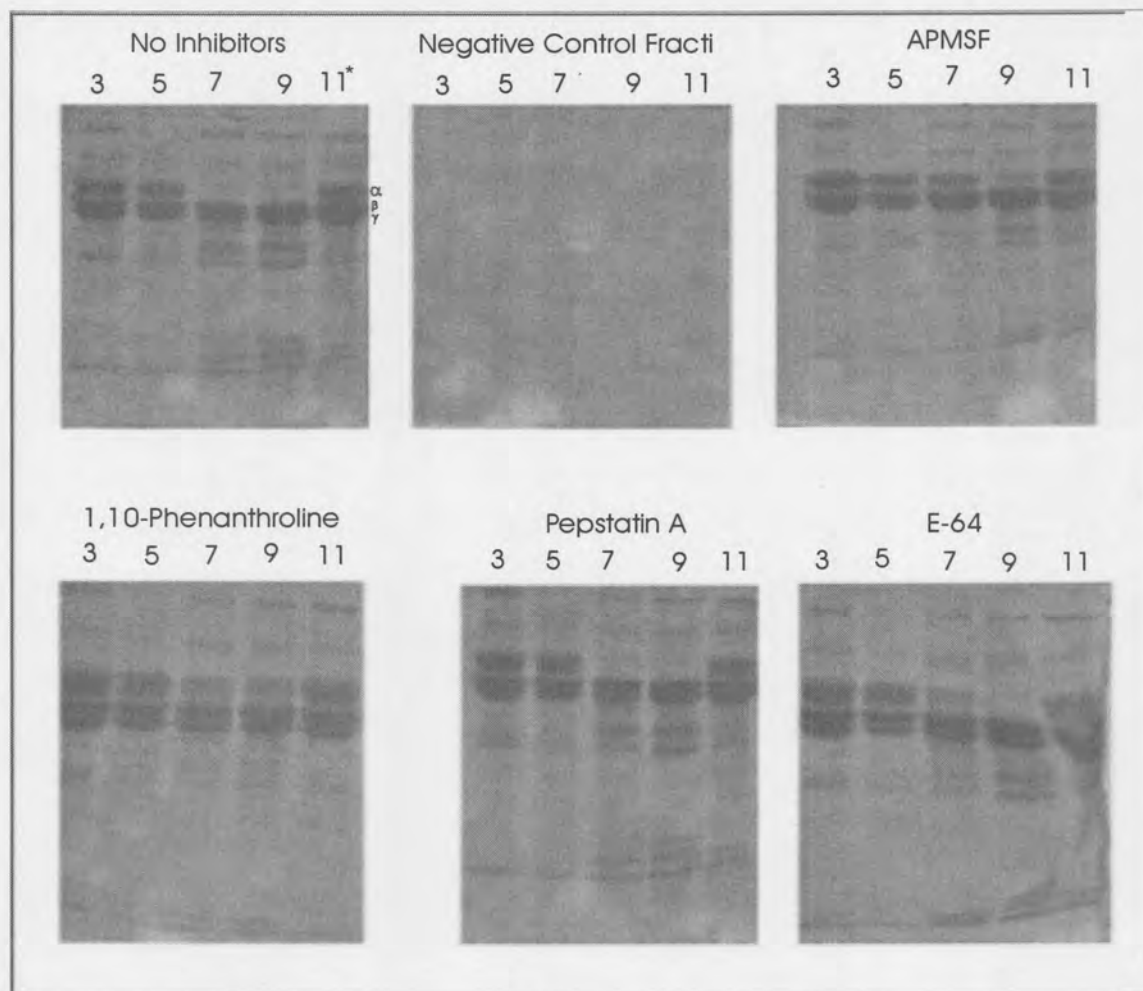 No Inhibitors
3 5 7 9 11*
α
β
γ
Negative Control Fracti
3 5 7 9 11
APMSF
3 5 7 9 11
1,10-Phenanthroline
3 5 7 9 11
Pepstatin A
3 5 7 9 11
E-64
3 5 7 9 11